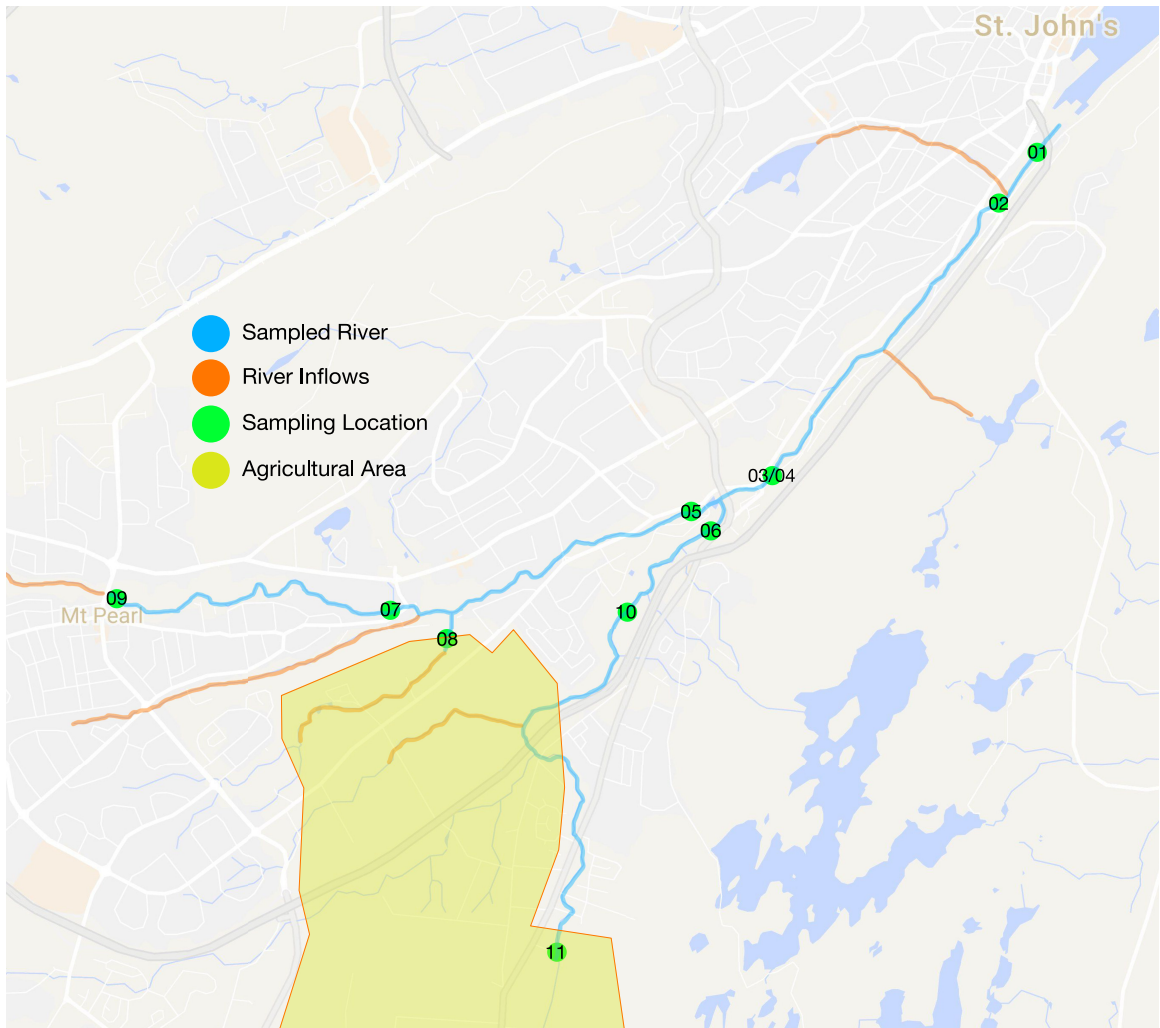 St. John's
01
02
Sampled River
River Inflows
Sampling Location
Agricultural Area
03/04
05
06
09
Mt Pearl
07
10
08
11